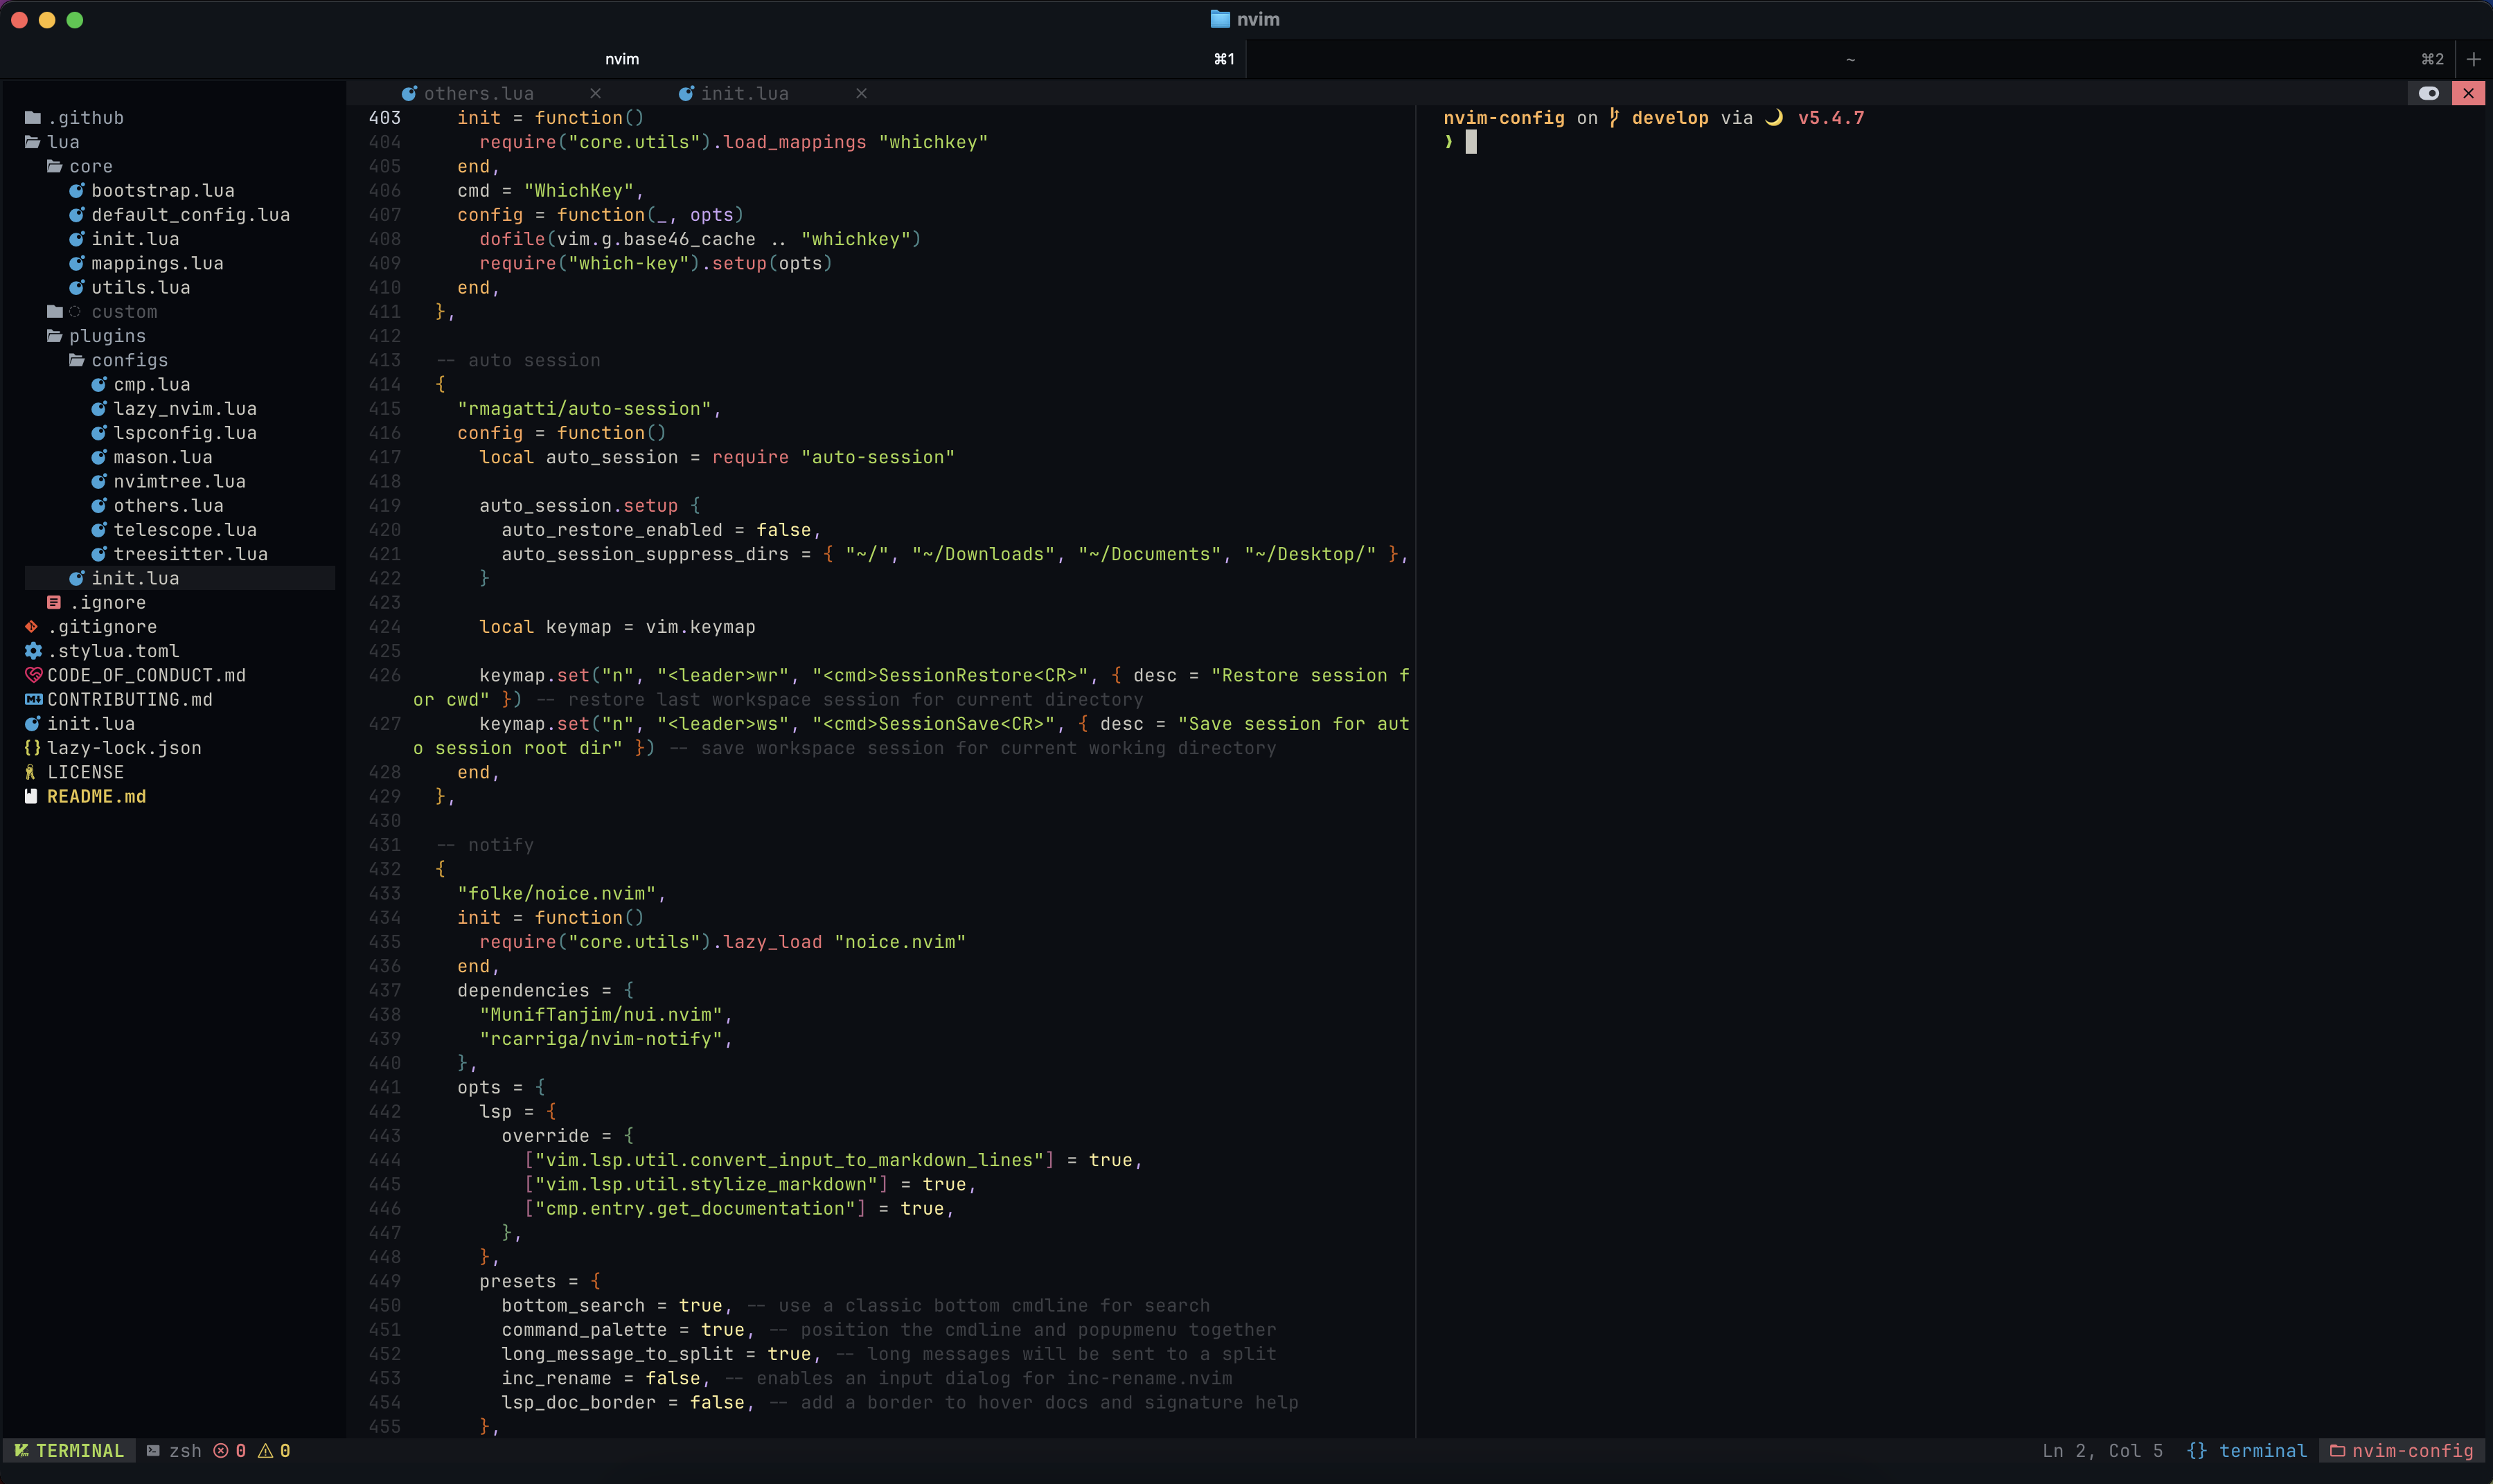 nvim
nvim ⌘1 ~ ⌘2 +
others.lua × init.lua ×
.github
lua
core
bootstrap.lua
default_config.lua
init.lua
mappings.lua
utils.lua
custom
plugins
configs
cmp.lua
lazy_nvim.lua
lspconfig.lua
mason.lua
nvimtree.lua
others.lua
telescope.lua
treesitter.lua
init.lua
.ignore
.gitignore
.stylua.toml
CODE_OF_CONDUCT.md
CONTRIBUTING.md
init.lua
lazy-lock.json
LICENSE
README.md
403 init = function()
404 require("core.utils").load_mappings "whichkey"
405 end,
406 cmd = "WhichKey",
407 config = function(_, opts)
408 dofile(vim.g.base46_cache .. "whichkey")
409 require("which-key").setup(opts)
410 end,
411 },
412
413 -- auto session
414 {
415 "rmagatti/auto-session",
416 config = function()
417 local auto_session = require "auto-session"
418
419 auto_session.setup {
420 auto_restore_enabled = false,
421 auto_session_suppress_dirs = { "~/", "~/Downloads", "~/Documents", "~/Desktop/" },
422 }
423
424 local keymap = vim.keymap
425
426 keymap.set("n", "<leader>wr", "<cmd>SessionRestore<CR>", { desc = "Restore session f
or cwd" }) -- restore last workspace session for current directory
427 keymap.set("n", "<leader>ws", "<cmd>SessionSave<CR>", { desc = "Save session for aut
o session root dir" }) -- save workspace session for current working directory
428 end,
429 },
430
431 -- notify
432 {
433 "folke/noice.nvim",
434 init = function()
435 require("core.utils").lazy_load "noice.nvim"
436 end,
437 dependencies = {
438 "MunifTanjim/nui.nvim",
439 "rcarriga/nvim-notify",
440 },
441 opts = {
442 lsp = {
443 override = {
444 ["vim.lsp.util.convert_input_to_markdown_lines"] = true,
445 ["vim.lsp.util.stylize_markdown"] = true,
446 ["cmp.entry.get_documentation"] = true,
447 },
448 },
449 presets = {
450 bottom_search = true, -- use a classic bottom cmdline for search
451 command_palette = true, -- position the cmdline and popupmenu together
452 long_message_to_split = true, -- long messages will be sent to a split
453 inc_rename = false, -- enables an input dialog for inc-rename.nvim
454 lsp_doc_border = false, -- add a border to hover docs and signature help
455 },
nvim-config on develop via 🌙 v5.4.7
❯
TERMINAL zsh 0 0 Ln 2, Col 5 {} terminal nvim-config